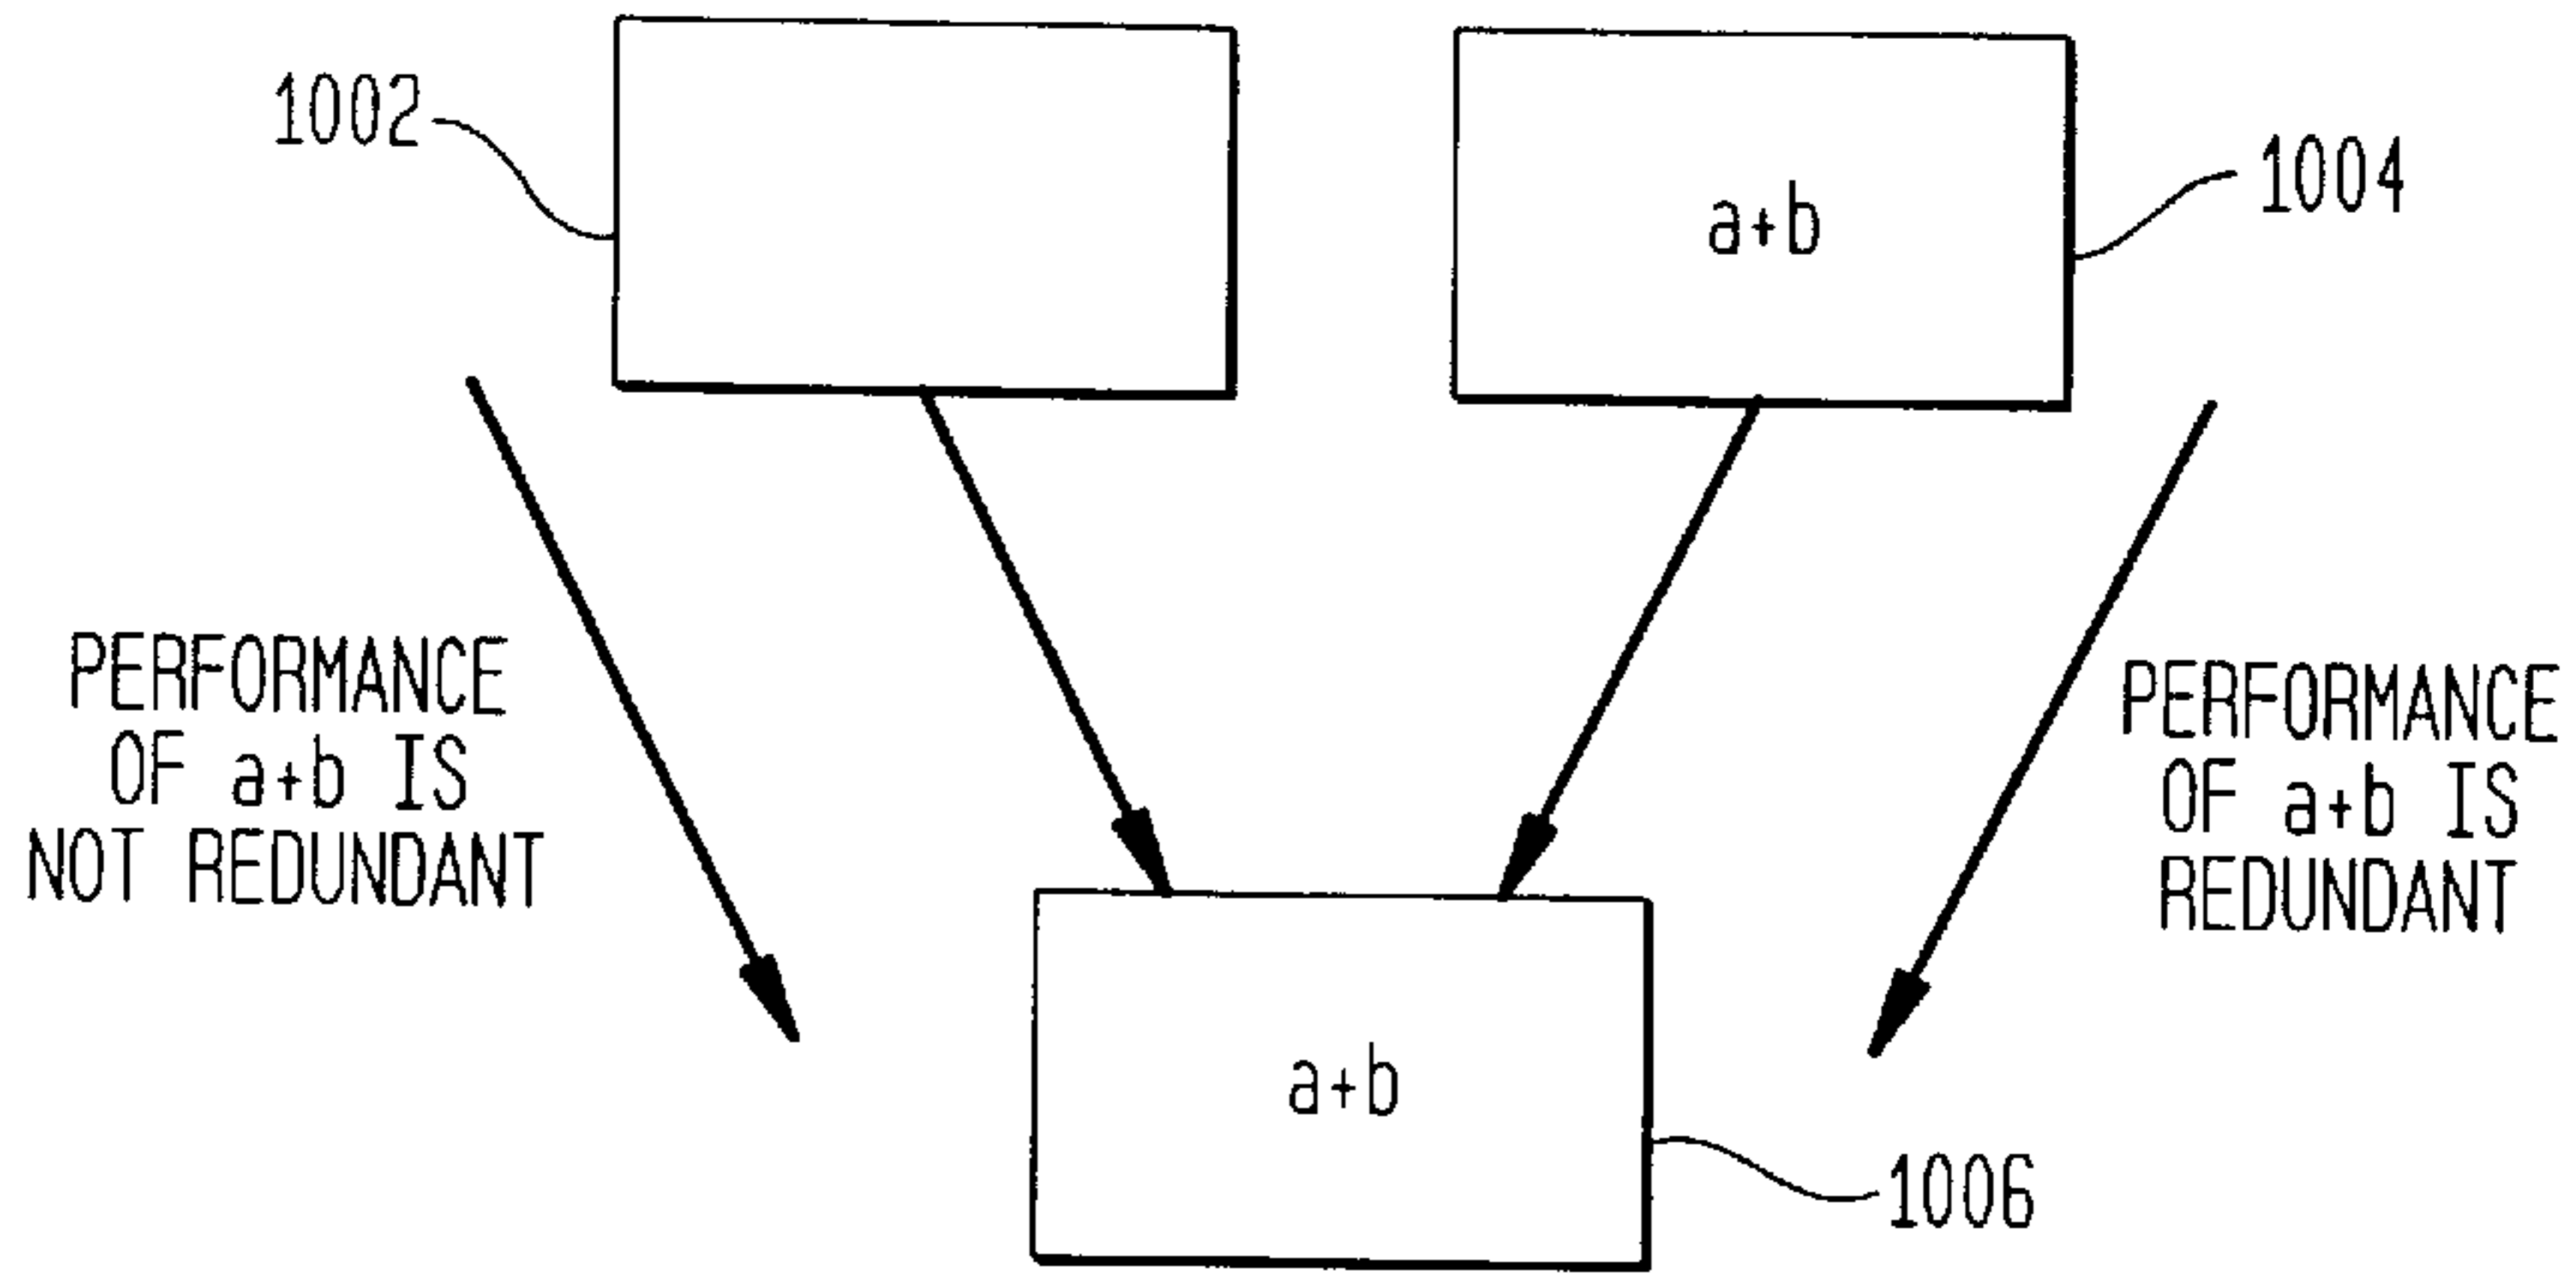 1002
a+b
1004
PERFORMANCE
OF a+b IS
NOT REDUNDANT
PERFORMANCE
OF a+b IS
REDUNDANT
a+b
1006